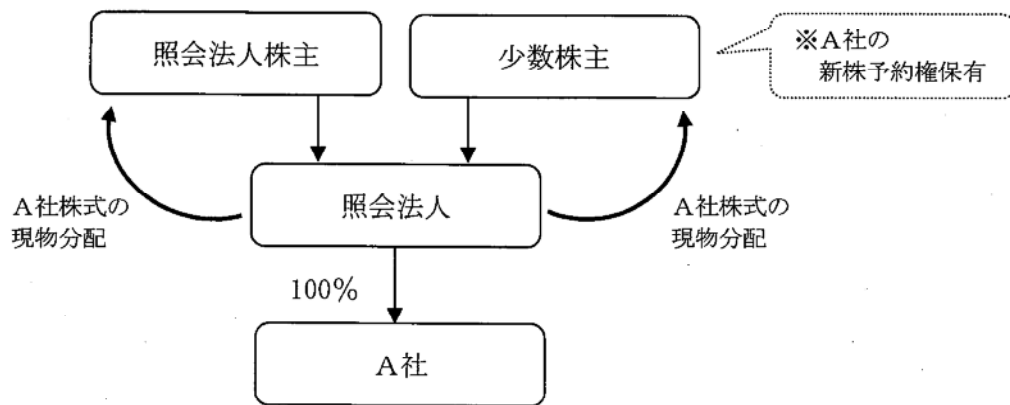 照会法人株主
少数株主
※A社の
新株予約権保有
照会法人
A社株式の
現物分配
A社株式の
現物分配
100%
A社